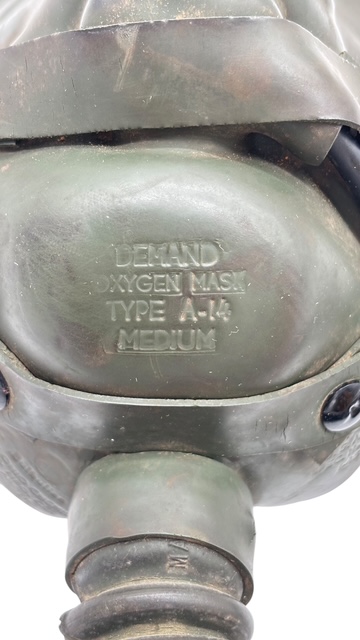 DEMAND
OXYGEN MASK
TYPE A-14
MEDIUM